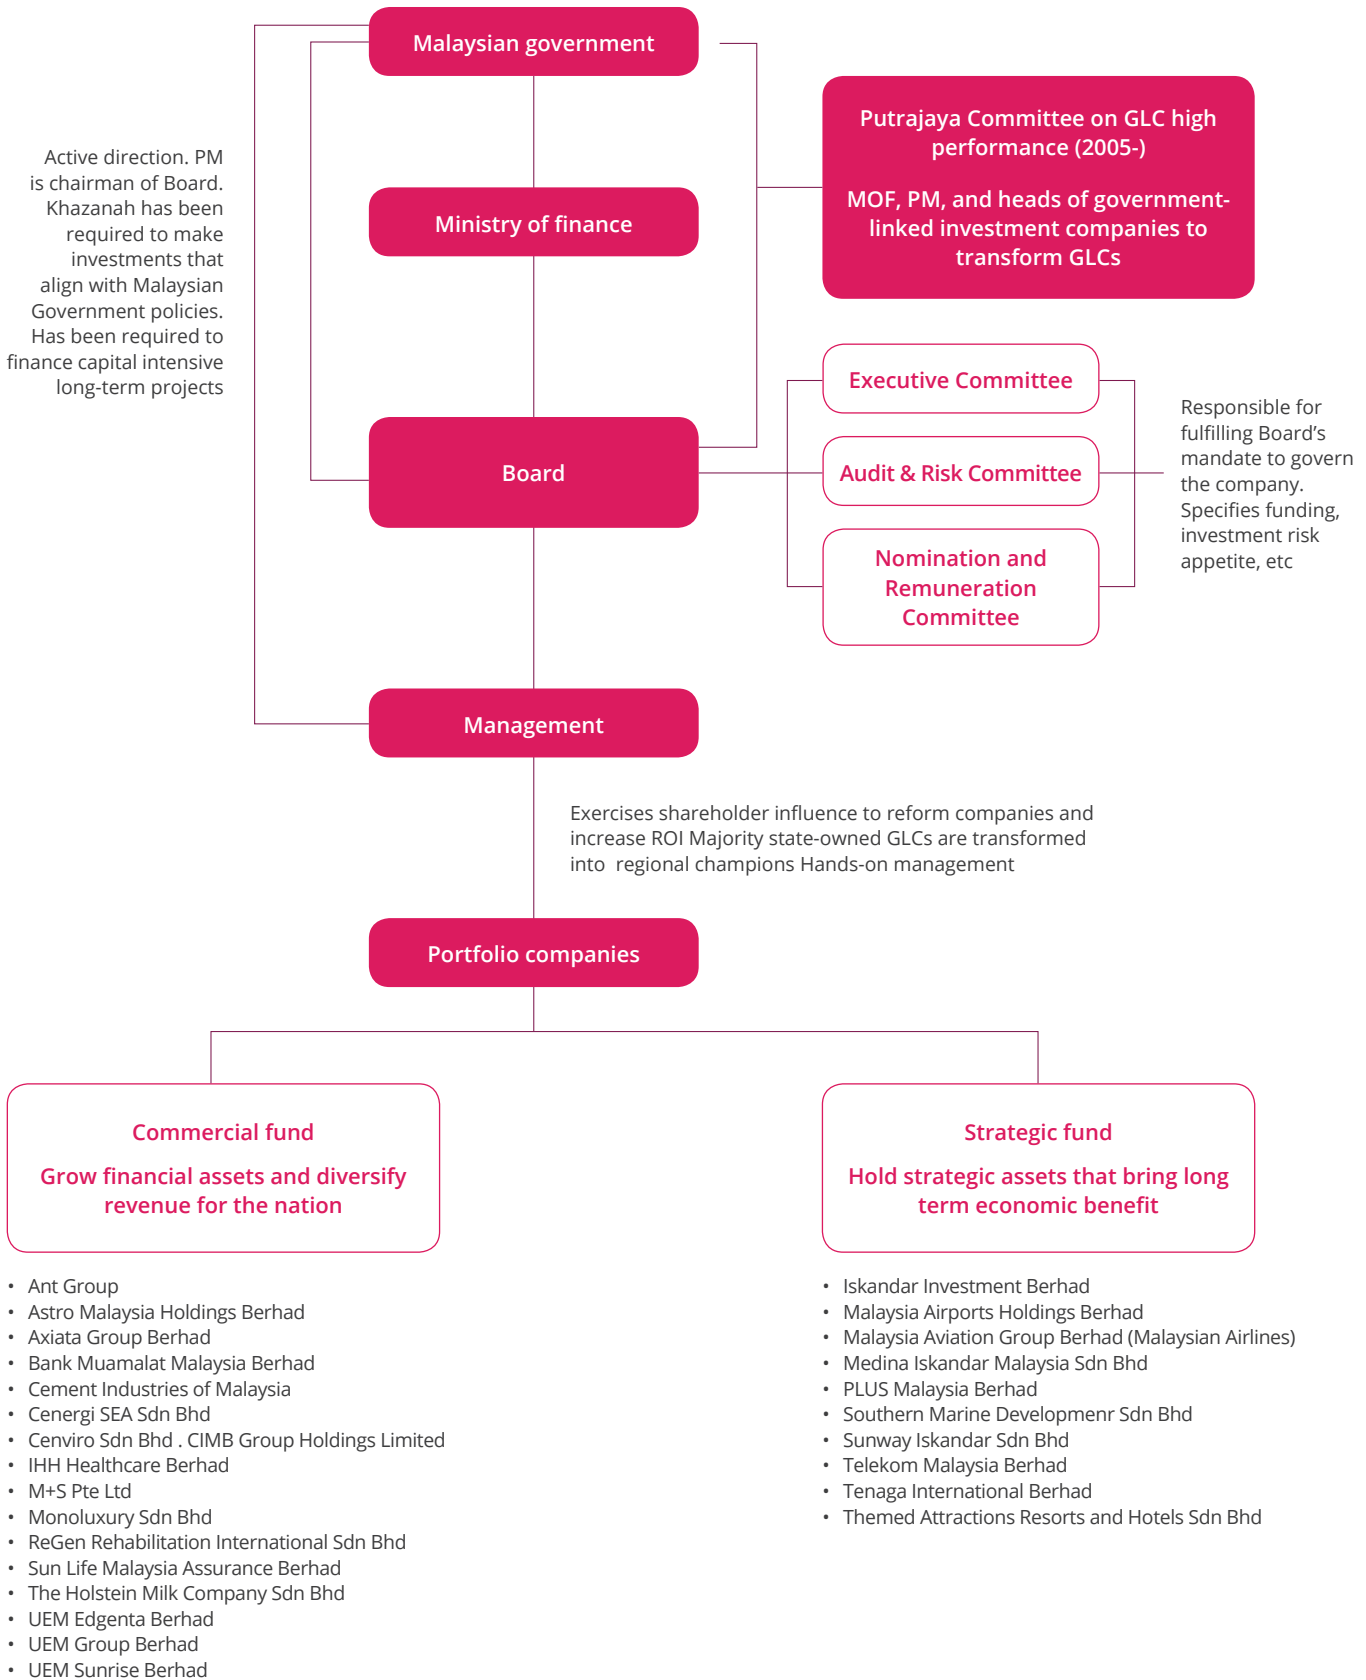 Malaysian government
Putrajaya Committee on GLC high
performance (2005-)
MOF, PM, and heads of government-
linked investment companies to
transform GLCs
Active direction. PM
is chairman of Board.
Khazanah has been
required to make
investments that
align with Malaysian
Government policies.
Has been required to
finance capital intensive
long-term projects
Ministry of finance
Board
Executive Committee
Audit & Risk Committee
Nomination and
Remuneration
Committee
Responsible for
fulfilling Board's
mandate to govern
the company.
Specifies funding,
investment risk
appetite, etc
Management
Exercises shareholder influence to reform companies and
increase ROI Majority state-owned GLCs are transformed
into  regional champions Hands-on management
Portfolio companies
Commercial fund
Grow financial assets and diversify
revenue for the nation
• Ant Group
• Astro Malaysia Holdings Berhad
• Axiata Group Berhad
• Bank Muamalat Malaysia Berhad
• Cement Industries of Malaysia
• Cenergi SEA Sdn Bhd
• Cenviro Sdn Bhd . CIMB Group Holdings Limited
• IHH Healthcare Berhad
• M+S Pte Ltd
• Monoluxury Sdn Bhd
• ReGen Rehabilitation International Sdn Bhd
• Sun Life Malaysia Assurance Berhad
• The Holstein Milk Company Sdn Bhd
• UEM Edgenta Berhad
• UEM Group Berhad
• UEM Sunrise Berhad
Strategic fund
Hold strategic assets that bring long
term economic benefit
• Iskandar Investment Berhad
• Malaysia Airports Holdings Berhad
• Malaysia Aviation Group Berhad (Malaysian Airlines)
• Medina Iskandar Malaysia Sdn Bhd
• PLUS Malaysia Berhad
• Southern Marine Developmenr Sdn Bhd
• Sunway Iskandar Sdn Bhd
• Telekom Malaysia Berhad
• Tenaga International Berhad
• Themed Attractions Resorts and Hotels Sdn Bhd